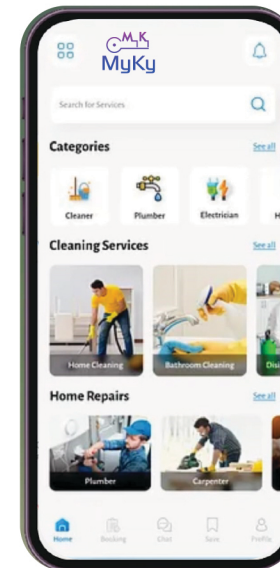 M K
MyKy
Search for Services
Categories
See all
Cleaner
Plumber
Electrician
H
Cleaning Services
See all
Home Cleaning
Bathroom Cleaning
Disi
Home Repairs
See all
Plumber
Carpenter
Home
Booking
Chat
Save
Profile